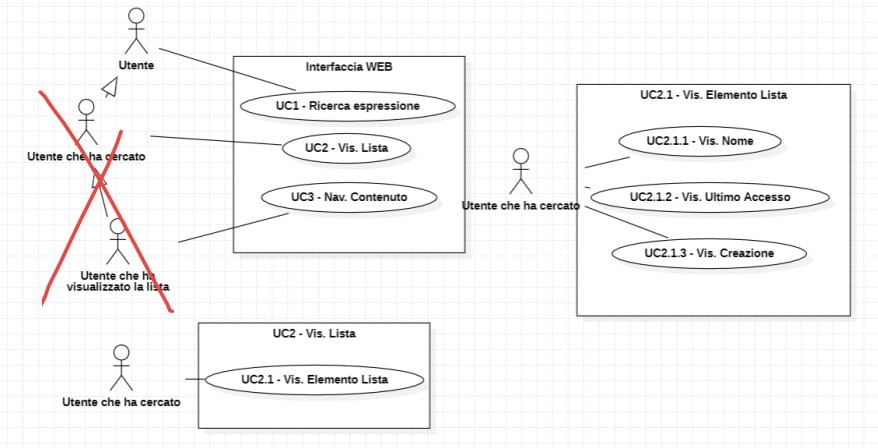 Utente
Interfaccia WEB
UC1 - Ricerca espressione
UC2 - Vis. Lista
UC3 - Nav. Contenuto
Utente che ha cercato
Utente che ha
visualizzato la lista
UC2.1 - Vis. Elemento Lista
UC2.1.1 - Vis. Nome
UC2.1.2 - Vis. Ultimo Accesso
UC2.1.3 - Vis. Creazione
Utente che ha cercato
UC2 - Vis. Lista
UC2.1 - Vis. Elemento Lista
Utente che ha cercato